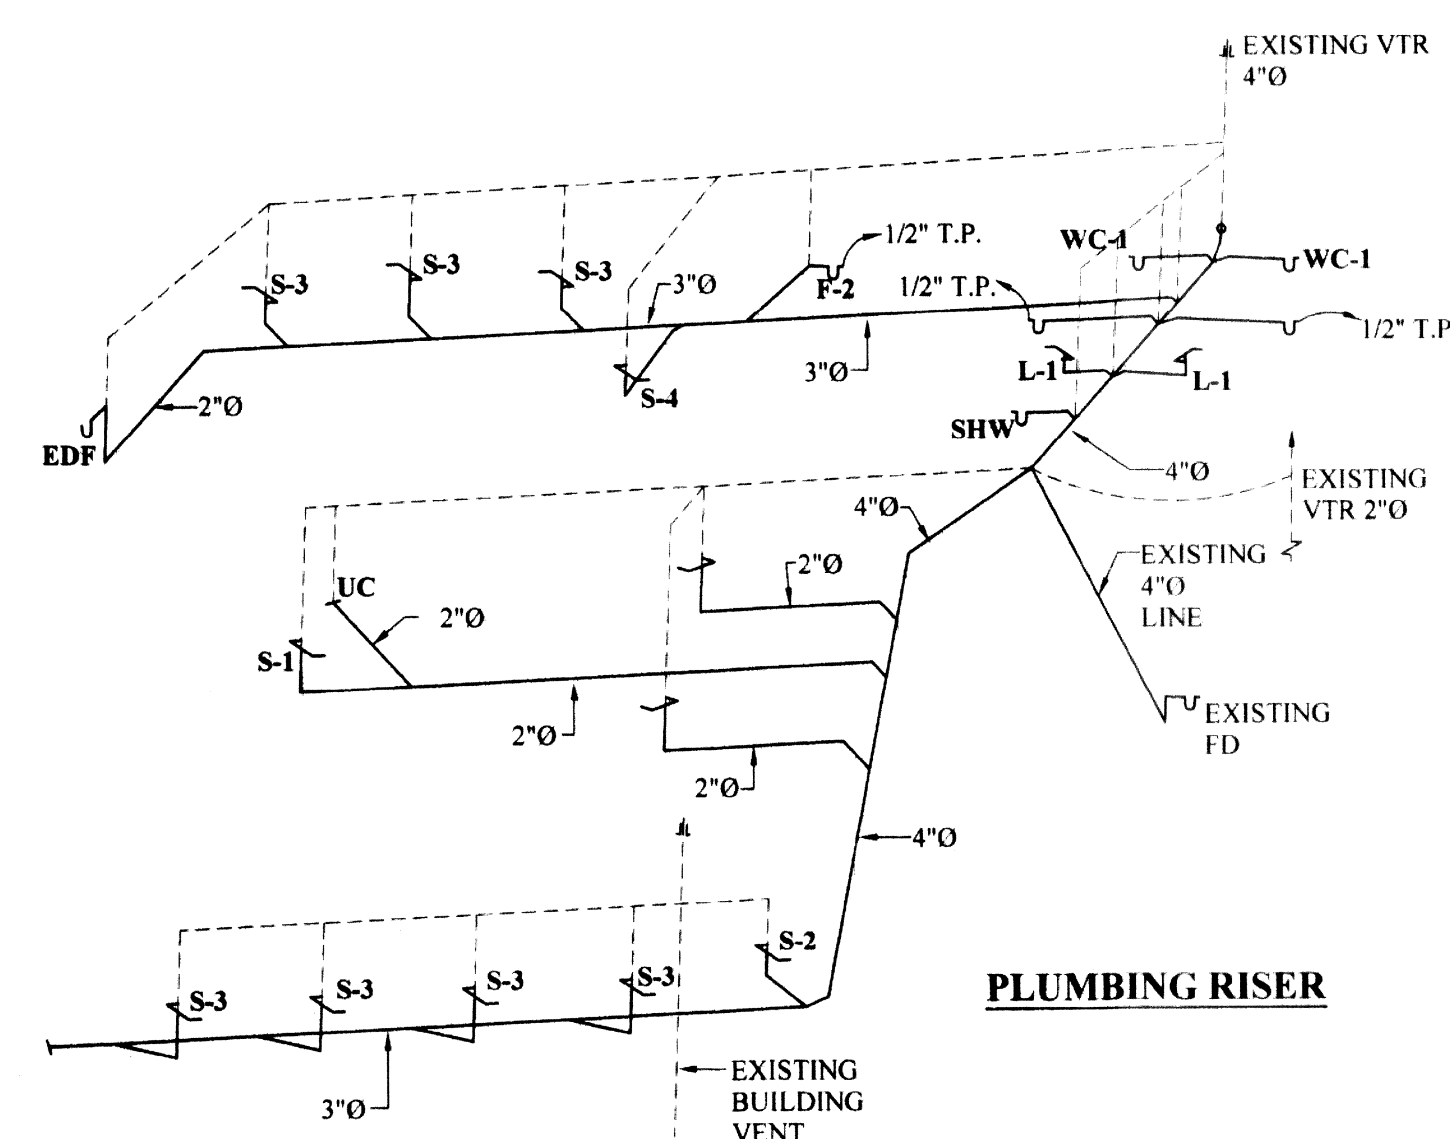 EXISTING VTR
4"Ø
1/2" T.P.
WC-1
WC-1
S-3
S-3
S-3
3"Ø
F-2
1/2" T.P.
1/2" T.P
3"Ø
L-1
L-1
S-4
2"Ø
EDF
SHW
4"Ø
EXISTING
VTR 2"Ø
4"Ø
EXISTING
4"Ø
LINE
2"Ø
UC
2"Ø
S-1
2"Ø
EXISTING
FD
2"Ø
4"Ø
S-2
S-3
S-3
S-3
S-3
PLUMBING RISER
3"Ø
EXISTING
BUILDING
VENT